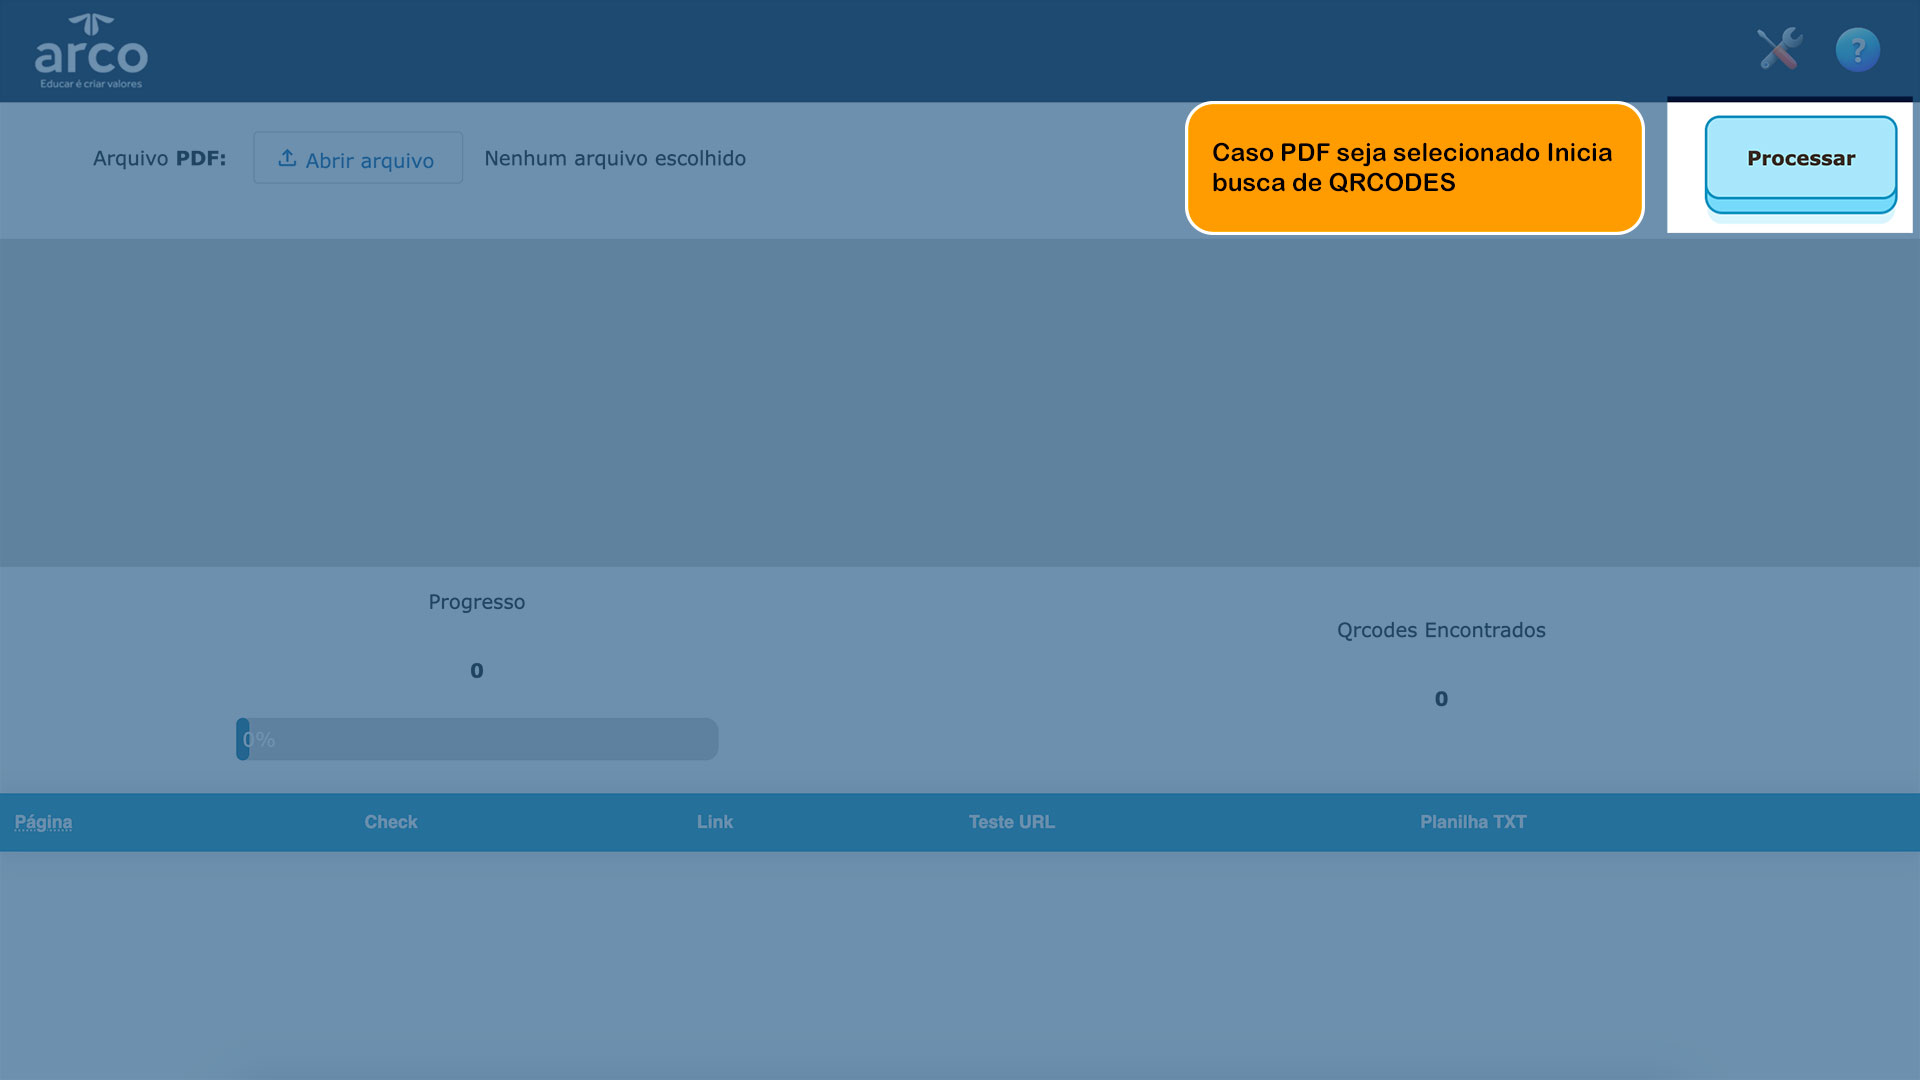 arco
Educar é criar valores
?
Arquivo PDF:
Abrir arquivo
Nenhum arquivo escolhido
Caso PDF seja selecionado Inicia
busca de QRCODES
Processar
Progresso
0
0%
Qrcodes Encontrados
0
Página
Check
Link
Teste URL
Planilha TXT